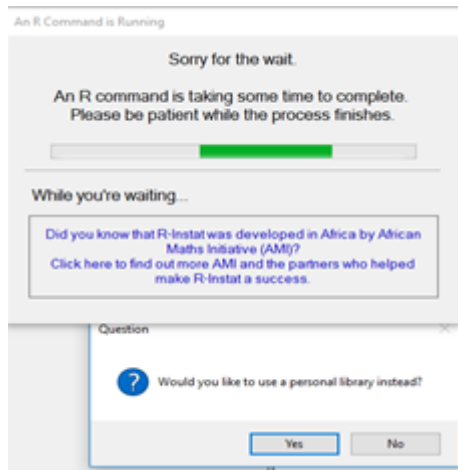 An R Command is Running
Sorry for the wait.
An R command is taking some time to complete.
Please be patient while the process finishes.
While you're waiting...
Did you know that R-Instat was developed in Africa by African
Maths Initiative (AMI)?
Click here to find out more AMI and the partners who helped
make R-Instat a success.
Question
Would you like to use a personal library instead?
Yes
No